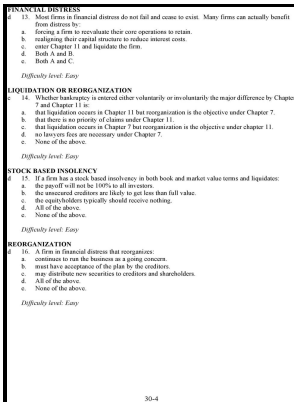 FINANCIAL DISTRESS
d 13. Most firms in financial distress do not fail and cease to exist. Many firms can actually benefit
from distress by:
a. forcing a firm to reevaluate their core operations to retain.
b. realigning their capital structure to reduce interest costs.
c. enter Chapter 11 and liquidate the firm.
d. Both A and B.
e. Both A and C.
Difficulty level: Easy
LIQUIDATION OR REORGANIZATION
c 14. Whether bankruptcy is entered either voluntarily or involuntarily the major difference by Chapter
7 and Chapter 11 is:
a. that liquidation occurs in Chapter 11 but reorganization is the objective under Chapter 7.
b. that there is no priority of claims under Chapter 11.
c. that liquidation occurs in Chapter 7 but reorganization is the objective under chapter 11.
d. no lawyers fees are necessary under Chapter 7.
e. None of the above.
Difficulty level: Easy
STOCK BASED INSOLENCY
d 15. If a firm has a stock based insolvency in both book and market value terms and liquidates:
a. the payoff will not be 100% to all investors.
b. the unsecured creditors are likely to get less than full value.
c. the equityholders typically should receive nothing.
d. All of the above.
e. None of the above.
Difficulty level: Easy
REORGANIZATION
d 16. A firm in financial distress that reorganizes:
a. continues to run the business as a going concern.
b. must have acceptance of the plan by the creditors.
c. may distribute new securities to creditors and shareholders.
d. All of the above.
e. None of the above.
Difficulty level: Easy
30-4